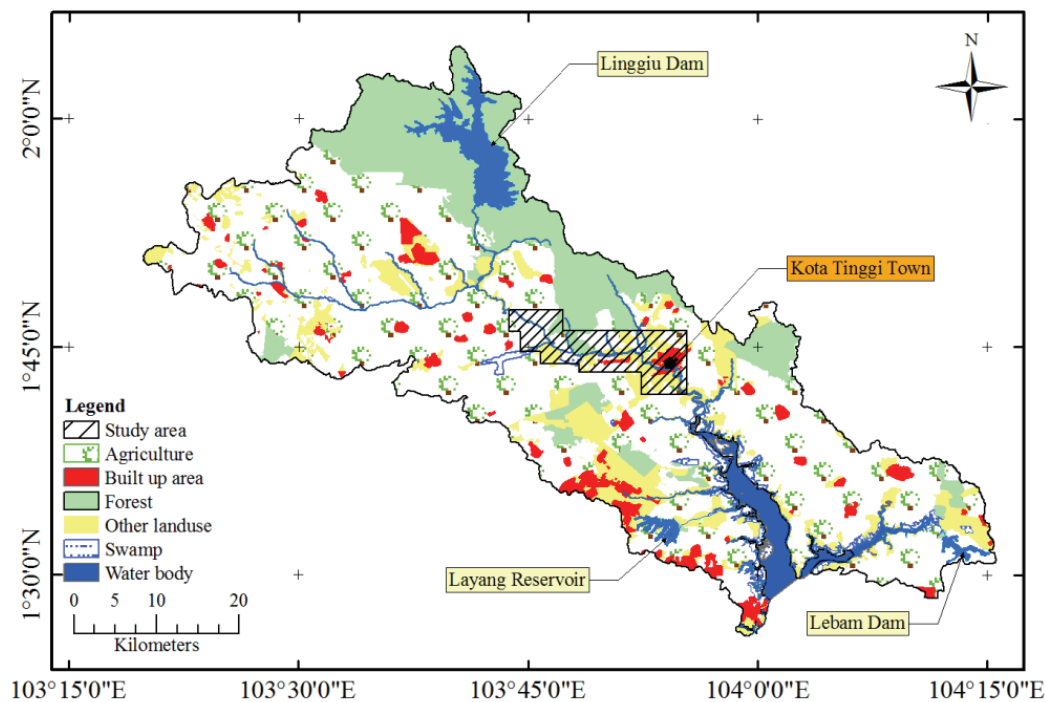 N
Linggiu Dam
2°0'0"N
Kota Tinggi Town
1°45'0"N
Legend
Study area
Agriculture
Built up area
Forest
Other landuse
Swamp
Water body
1°30'0"N
Layang Reservoir
Lebam Dam
0 5 10 20
Kilometers
103°15'0"E 103°30'0"E 103°45'0"E 104°0'0"E 104°15'0"E